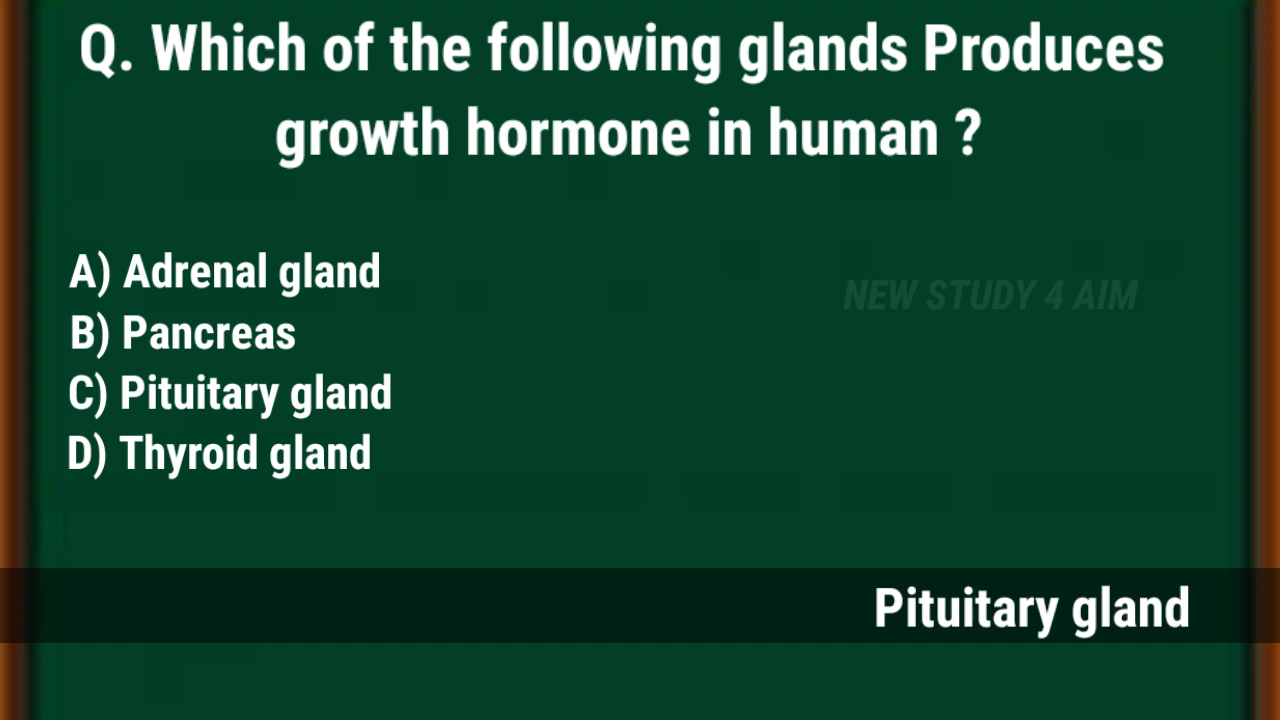 Q. Which of the following glands Produces
growth hormone in human ?
A) Adrenal gland
NEW STUDY 4 AIM
B) Pancreas
C) Pituitary gland
D) Thyroid gland
Pituitary gland